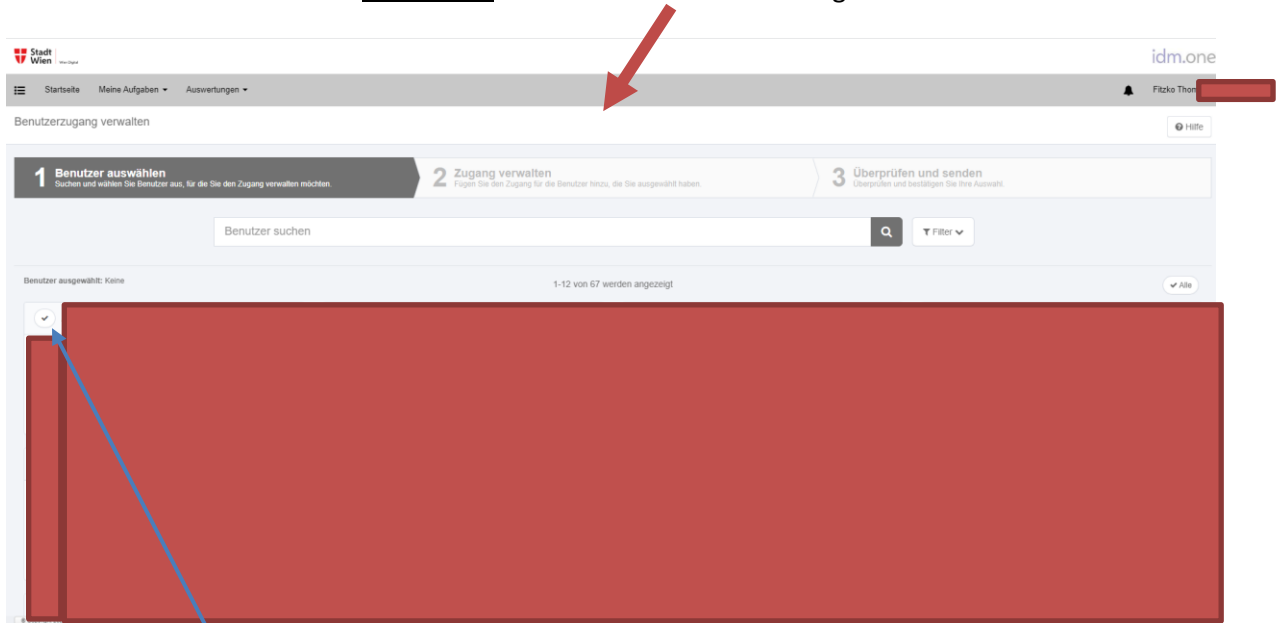 Stadt
Wien
idm.one
Startseite Meine Aufgaben Auswertungen Fitzko Thom
Benutzerzugang verwalten Hilfe
1 Benutzer auswählen
Suchen und wählen Sie Benutzer aus, für die Sie den Zugang verwalten möchten.
2 Zugang verwalten
Fügen Sie den Zugang für die Benutzer hinzu, die Sie ausgewählt haben.
3 Überprüfen und senden
Überprüfen und bestätigen Sie Ihre Auswahl.
Benutzer suchen Filter
Benutzer ausgewählt: Keine 1-12 von 67 werden angezeigt Alle